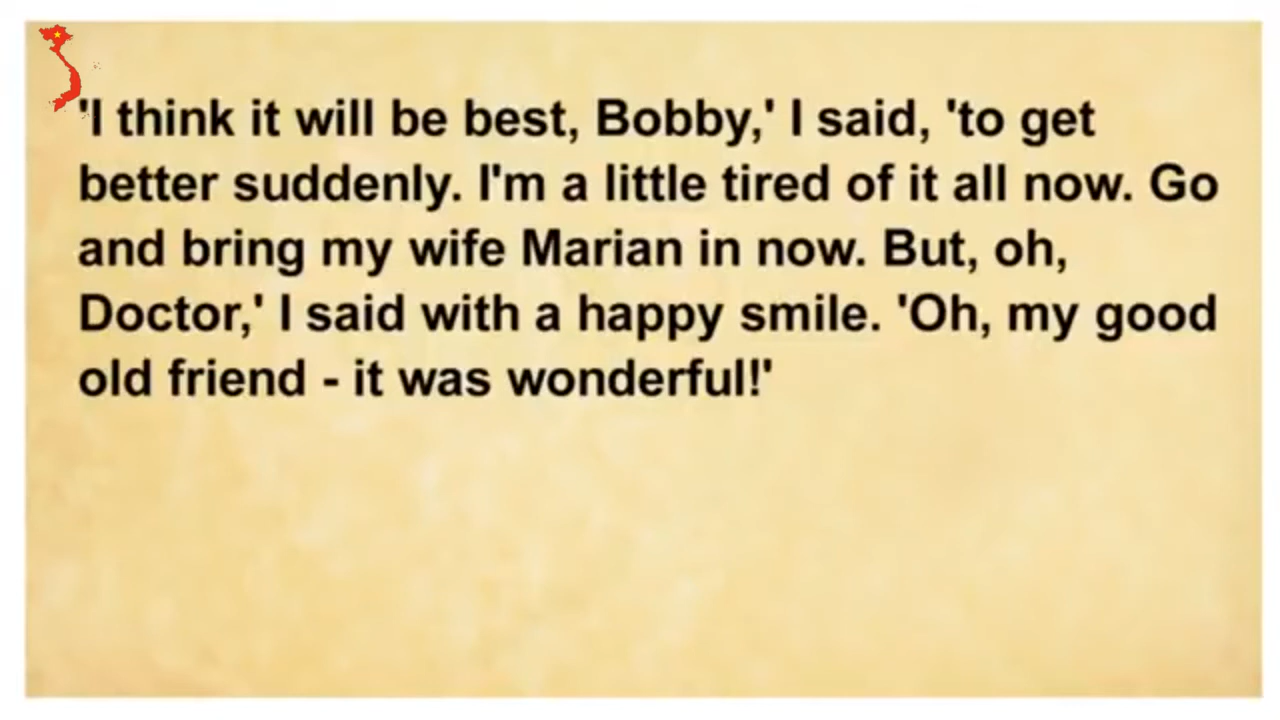 'I think it will be best, Bobby,' I said, 'to get
better suddenly. I'm a little tired of it all now. Go
and bring my wife Marian in now. But, oh,
Doctor,' I said with a happy smile. 'Oh, my good
old friend - it was wonderful!'